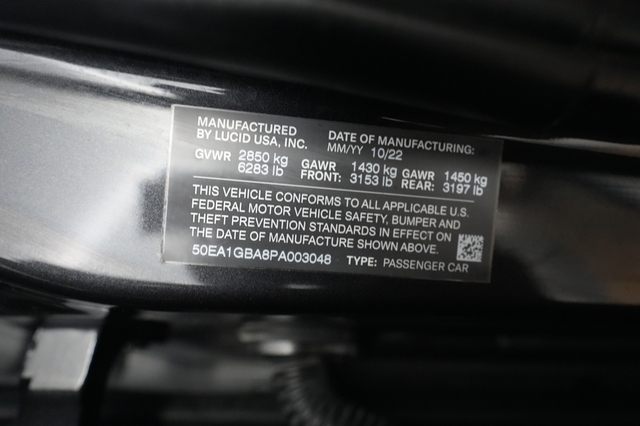 MANUFACTURED
BY LUCID USA, INC.
DATE OF MANUFACTURING:
MM/YY 10/22
GVWR 2850 kg
6283 lb
GAWR 1430 kg
FRONT: 3153 lb
GAWR 1450 kg
REAR: 3197 lb
THIS VEHICLE CONFORMS TO ALL APPLICABLE U.S.
FEDERAL MOTOR VEHICLE SAFETY, BUMPER AND
THEFT PREVENTION STANDARDS IN EFFECT ON
THE DATE OF MANUFACTURE SHOWN ABOVE.
50EA1GBA8PA003048 TYPE: PASSENGER CAR